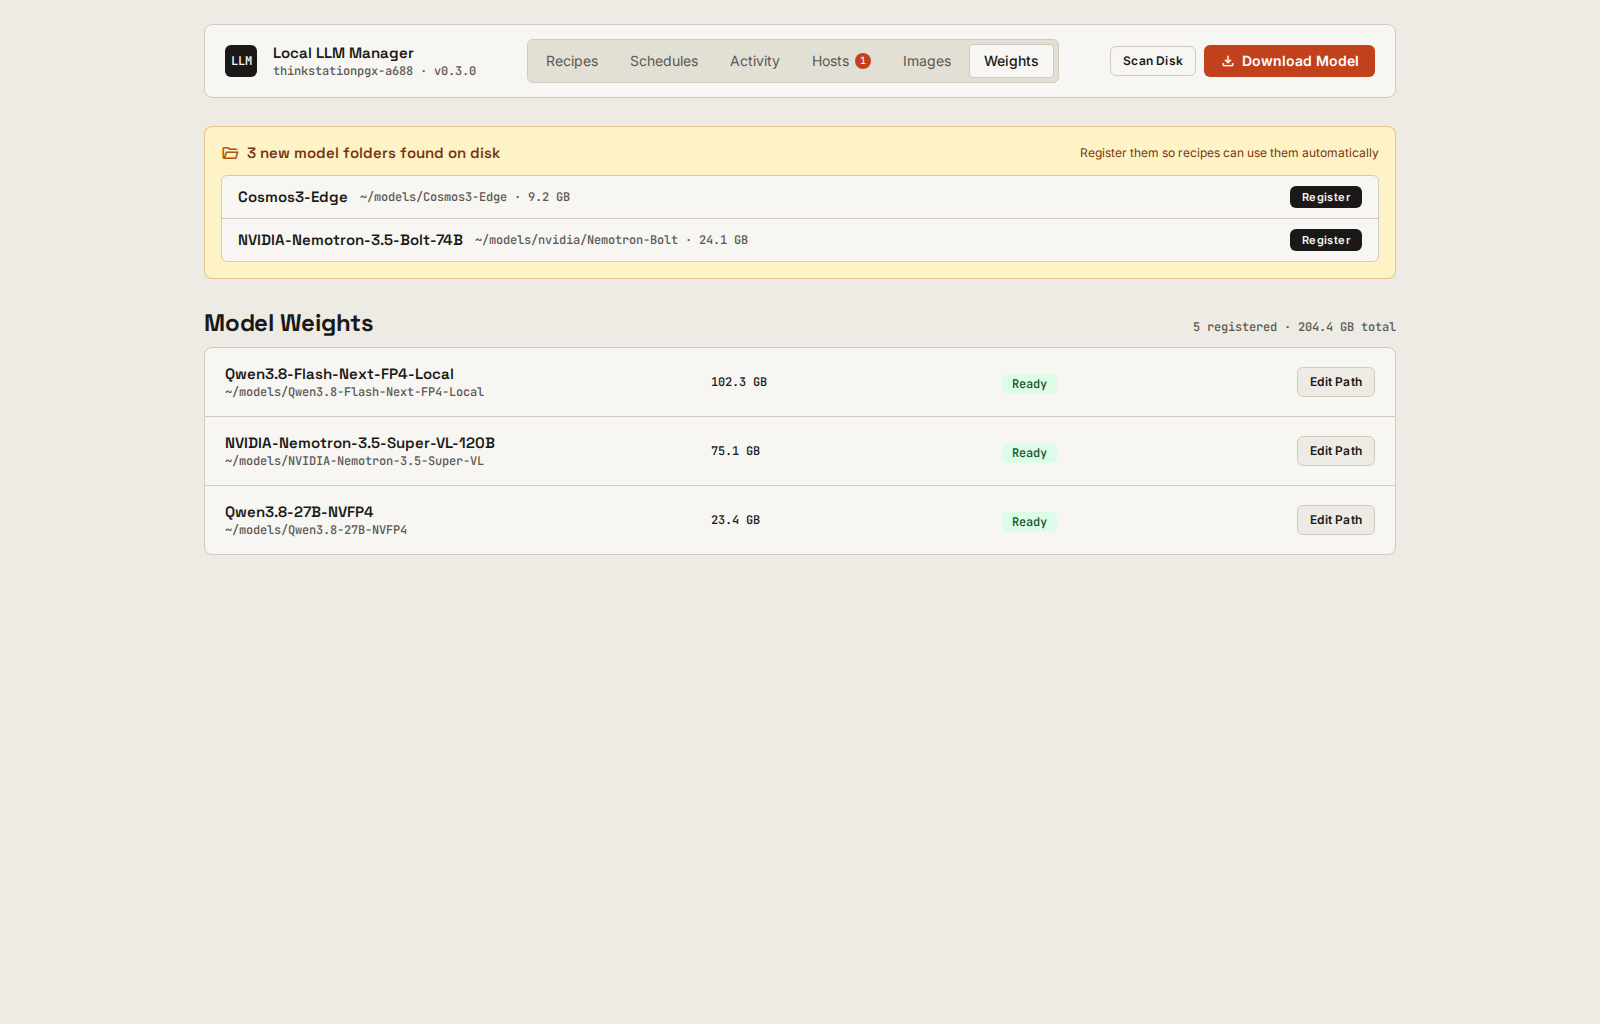 LLM
Local LLM Manager
thinkstationpgx-a688 · v0.3.0
Recipes
Schedules
Activity
Hosts 1
Images
Weights
Scan Disk
Download Model
3 new model folders found on disk
Register them so recipes can use them automatically
Cosmos3-Edge ~/models/Cosmos3-Edge · 9.2 GB
Register
NVIDIA-Nemotron-3.5-Bolt-74B ~/models/nvidia/Nemotron-Bolt · 24.1 GB
Register
Model Weights
5 registered · 204.4 GB total
Qwen3.8-Flash-Next-FP4-Local
~/models/Qwen3.8-Flash-Next-FP4-Local
102.3 GB
Ready
Edit Path
NVIDIA-Nemotron-3.5-Super-VL-120B
~/models/NVIDIA-Nemotron-3.5-Super-VL
75.1 GB
Ready
Edit Path
Qwen3.8-27B-NVFP4
~/models/Qwen3.8-27B-NVFP4
23.4 GB
Ready
Edit Path